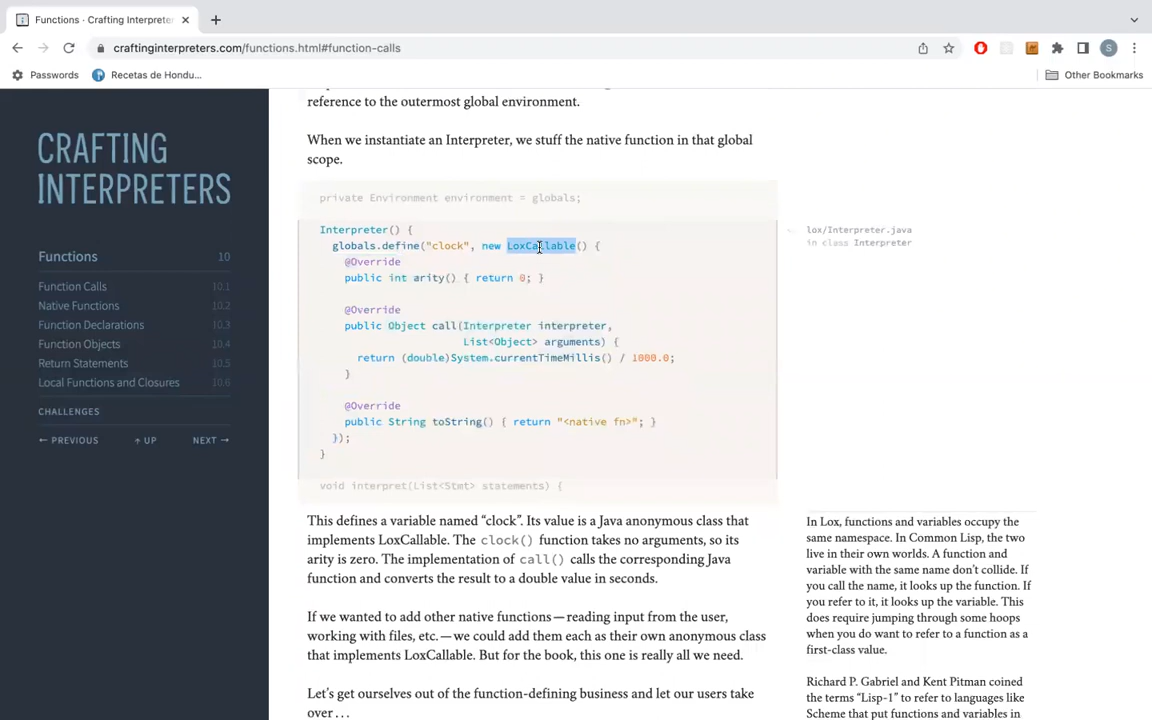 Functions · Crafting Interpreter
craftinginterpreters.com/functions.html#function-calls
S
Passwords
Recetas de Hondu...
Other Bookmarks
CRAFTING
INTERPRETERS
Functions 10
Function Calls 10.1
Native Functions 10.2
Function Declarations 10.3
Function Objects 10.4
Return Statements 10.5
Local Functions and Closures 10.6
CHALLENGES
← PREVIOUS ↑ UP NEXT →
reference to the outermost global environment.
When we instantiate an Interpreter, we stuff the native function in that global
scope.
private Environment environment = globals;
Interpreter() {
globals.define("clock", new LoxCallable() {
@Override
public int arity() { return 0; }
@Override
public Object call(Interpreter interpreter,
List<Object> arguments) {
return (double)System.currentTimeMillis() / 1000.0;
}
@Override
public String toString() { return "<native fn>"; }
});
}
void interpret(List<Stmt> statements) {
lox/Interpreter.java
in class Interpreter
This defines a variable named “clock”. Its value is a Java anonymous class that
implements LoxCallable. The clock() function takes no arguments, so its
arity is zero. The implementation of call() calls the corresponding Java
function and converts the result to a double value in seconds.
If we wanted to add other native functions—reading input from the user,
working with files, etc.—we could add them each as their own anonymous class
that implements LoxCallable. But for the book, this one is really all we need.
Let’s get ourselves out of the function-defining business and let our users take
over . . .
In Lox, functions and variables occupy the
same namespace. In Common Lisp, the two
live in their own worlds. A function and
variable with the same name don’t collide. If
you call the name, it looks up the function. If
you refer to it, it looks up the variable. This
does require jumping through some hoops
when you do want to refer to a function as a
first-class value.
Richard P. Gabriel and Kent Pitman coined
the terms “Lisp-1” to refer to languages like
Scheme that put functions and variables in